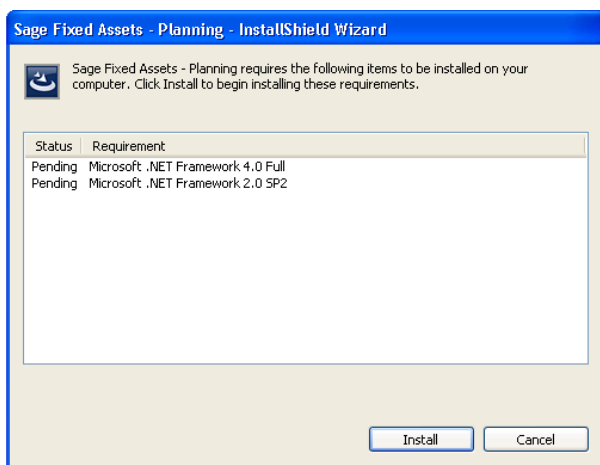 Sage Fixed Assets - Planning - InstallShield Wizard
Sage Fixed Assets - Planning requires the following items to be installed on your
computer. Click Install to begin installing these requirements.
Status Requirement
Pending Microsoft .NET Framework 4.0 Full
Pending Microsoft .NET Framework 2.0 SP2
Install Cancel